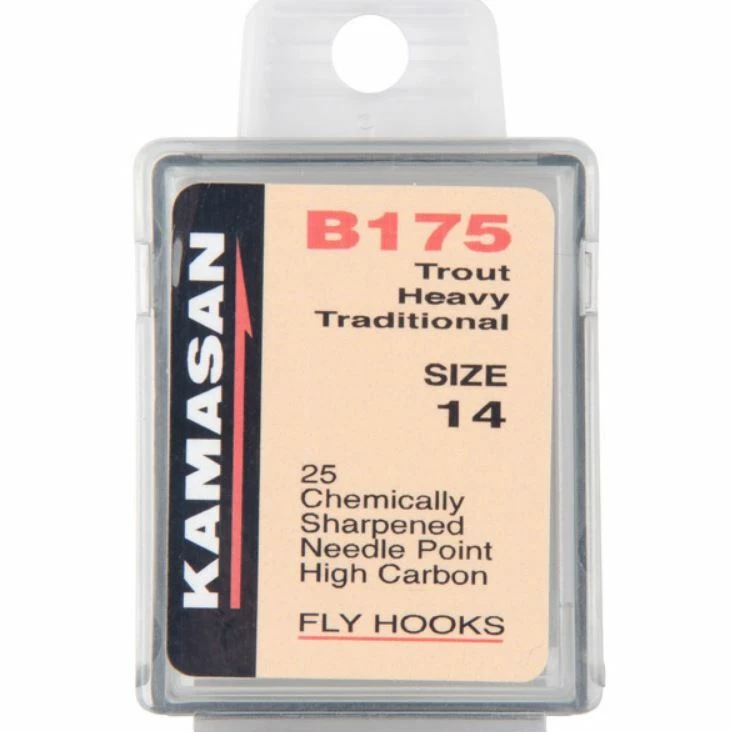 KAMASAN
B175
Trout
Heavy
Traditional
SIZE
14
25
Chemically
Sharpened
Needle Point
High Carbon
FLY HOOKS